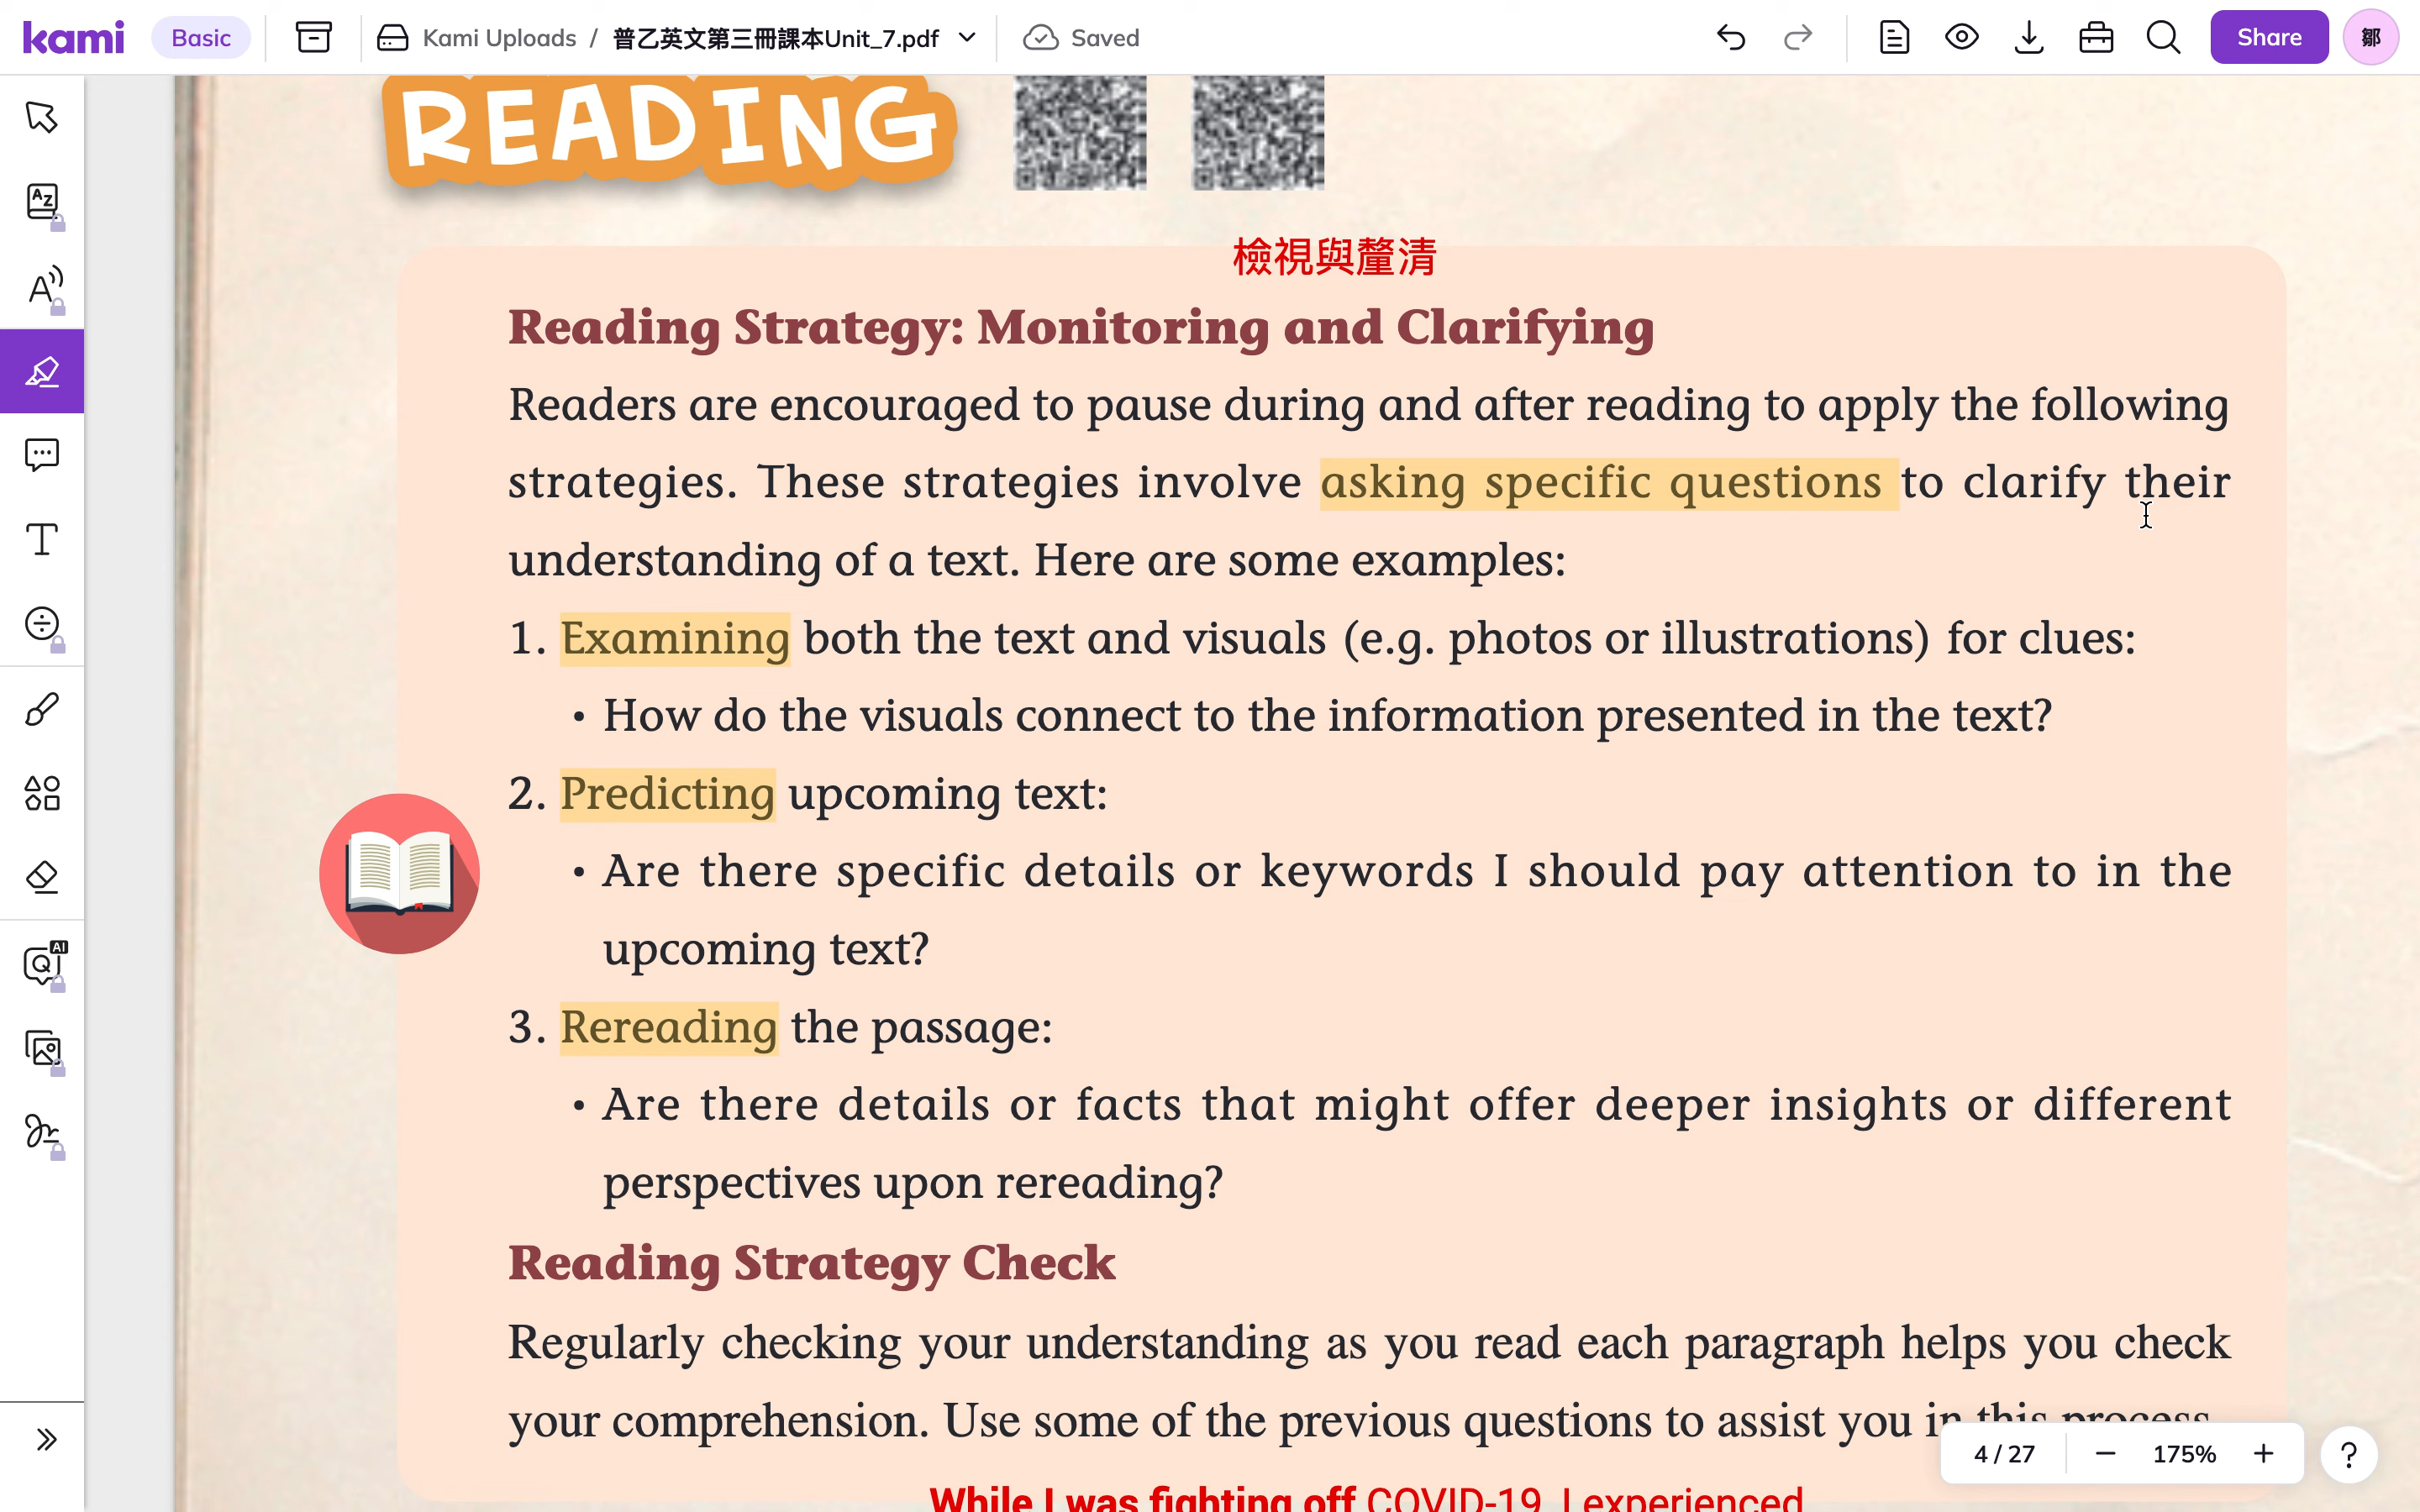 kami Basic Kami Uploads / 普乙英文第三冊課本Unit_7.pdf Saved Share 鄒
READING
檢視與釐清
Reading Strategy: Monitoring and Clarifying
Readers are encouraged to pause during and after reading to apply the following
strategies. These strategies involve asking specific questions to clarify their
understanding of a text. Here are some examples:
1. Examining both the text and visuals (e.g. photos or illustrations) for clues:
• How do the visuals connect to the information presented in the text?
2. Predicting upcoming text:
• Are there specific details or keywords I should pay attention to in the
upcoming text?
3. Rereading the passage:
• Are there details or facts that might offer deeper insights or different
perspectives upon rereading?
Reading Strategy Check
Regularly checking your understanding as you read each paragraph helps you check
your comprehension. Use some of the previous questions to assist you in this process.
4 / 27 − 175% + ?
While I was fighting off COVID-19, I experienced